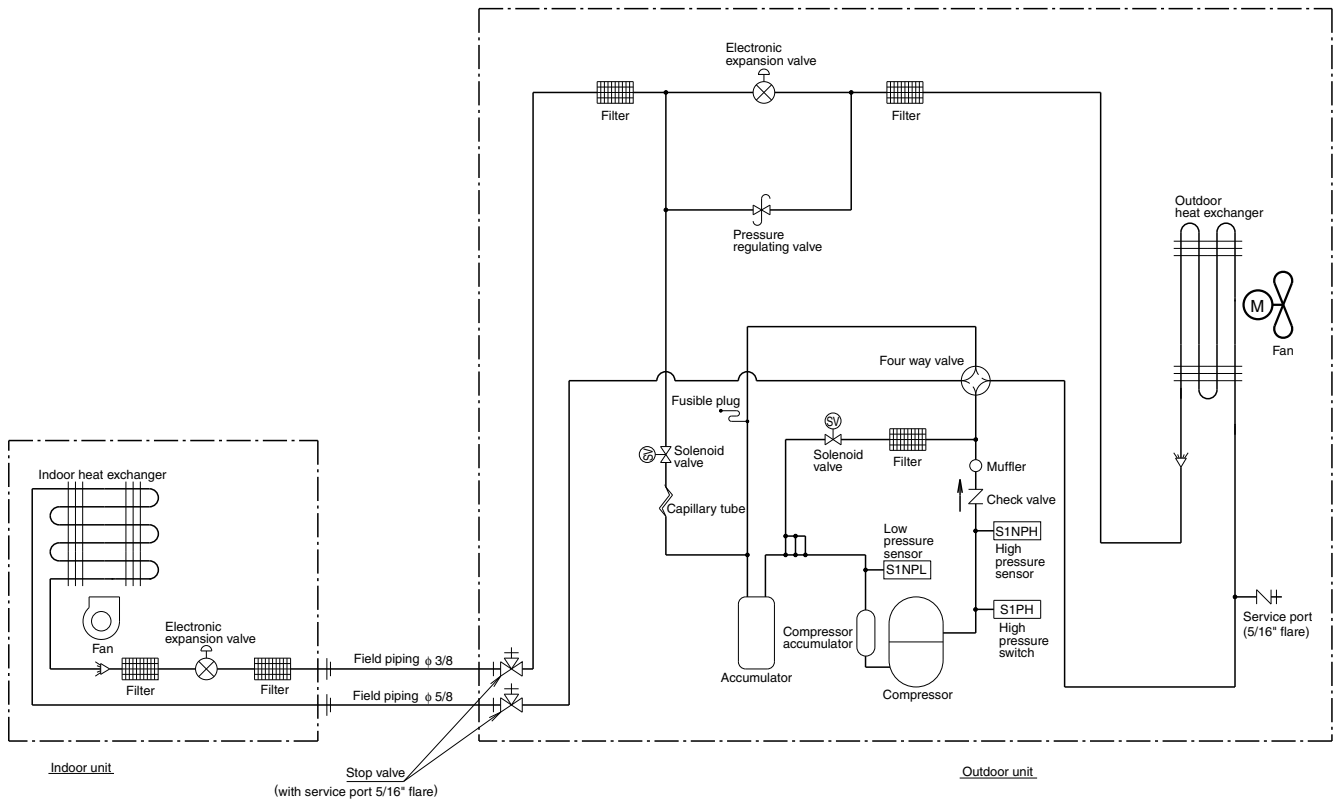 Electronic
expansion valve
Filter
Filter
Pressure
regulating valve
Outdoor
heat exchanger
M
Fan
Four way valve
Fusible plug
SV
Solenoid
valve
Filter
SV
Solenoid
valve
Muffler
Capillary tube
Check valve
Low
pressure
sensor
S1NPL
S1NPH
High
pressure
sensor
S1PH
High
pressure
switch
Compressor
accumulator
Accumulator
Compressor
Service port
(5/16" flare)
Indoor heat exchanger
Fan
Electronic
expansion valve
Filter
Filter
Field piping ϕ 3/8
Field piping ϕ 5/8
Indoor unit
Stop valve
(with service port 5/16" flare)
Outdoor unit